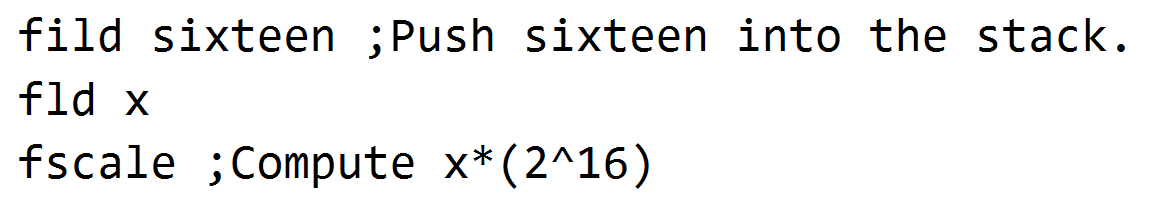 fild sixteen ;Push sixteen into the stack.
fld x
fscale ;Compute x*(2^16)